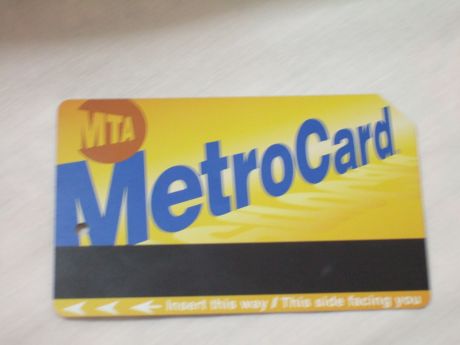 MTA
MetroCard
Insert this way / This side facing you